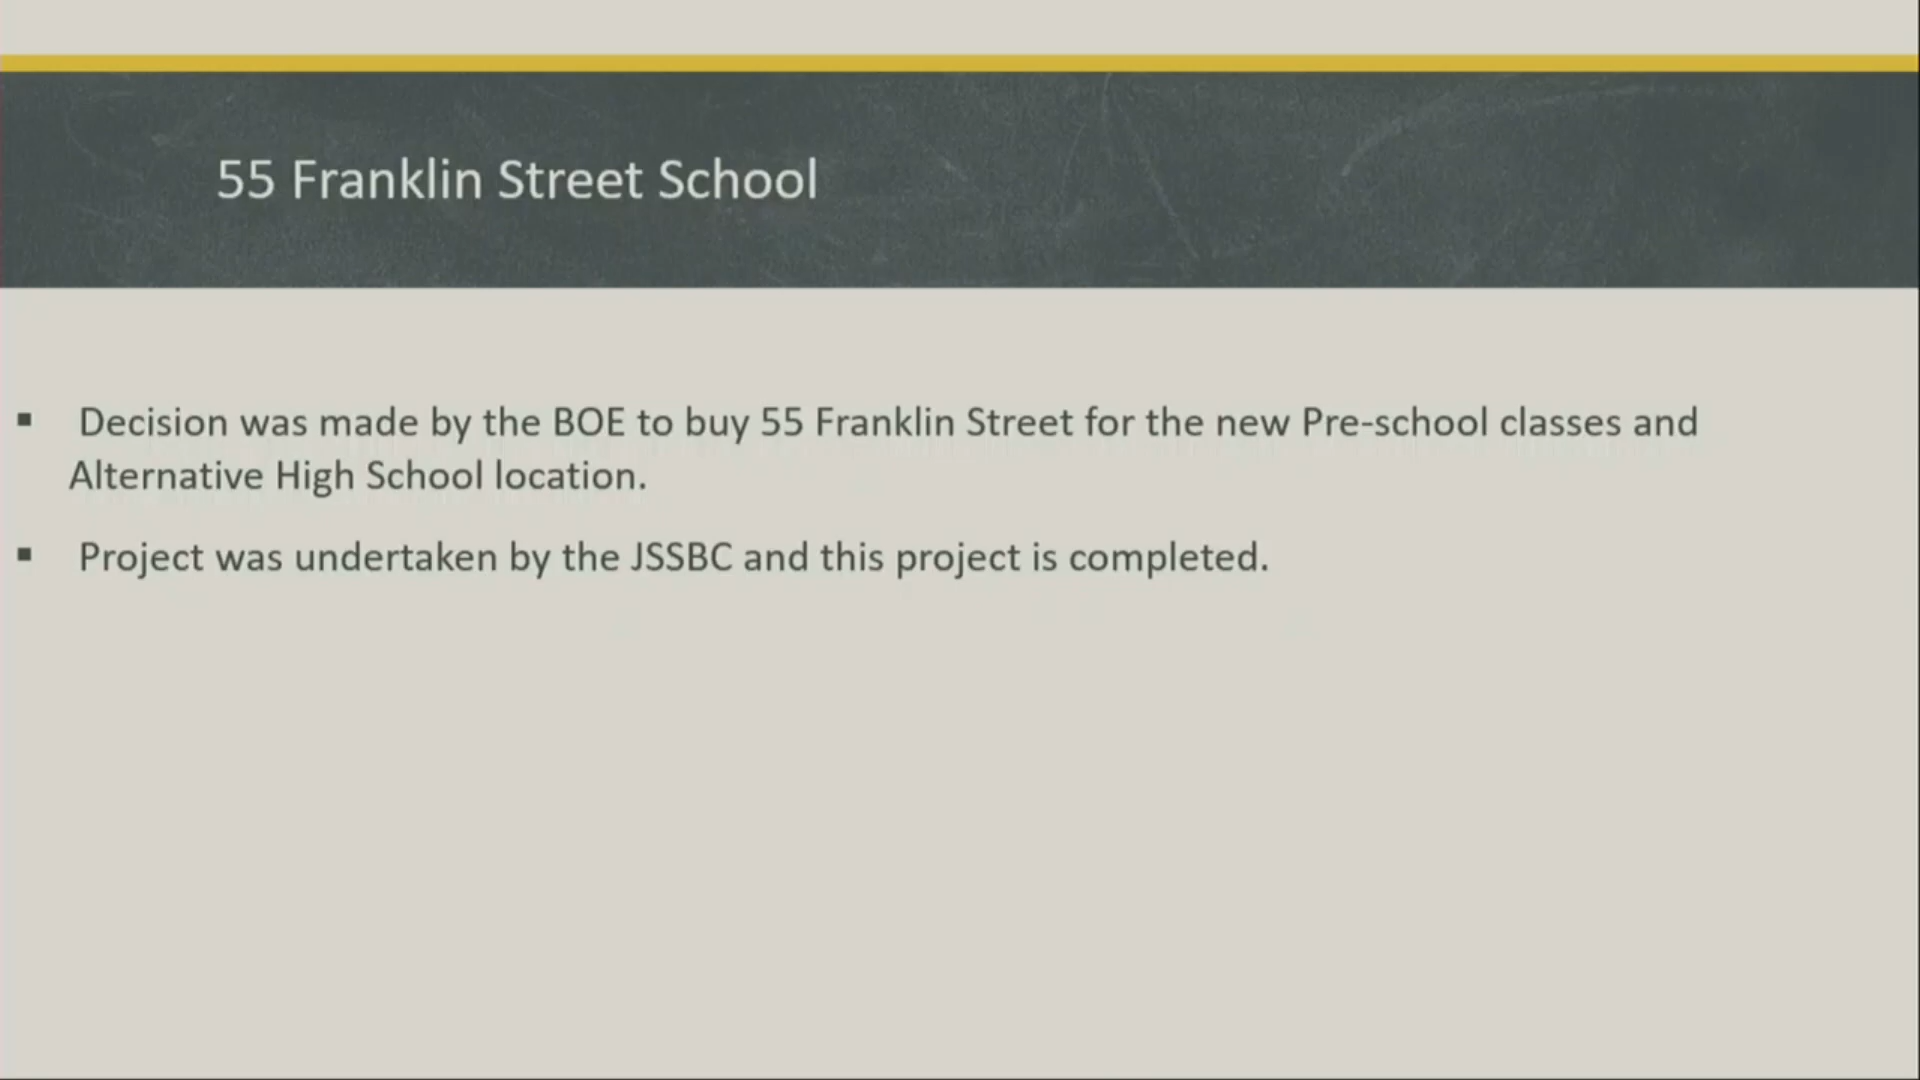 55 Franklin Street School
▪ Decision was made by the BOE to buy 55 Franklin Street for the new Pre-school classes and
Alternative High School location.
▪ Project was undertaken by the JSSBC and this project is completed.